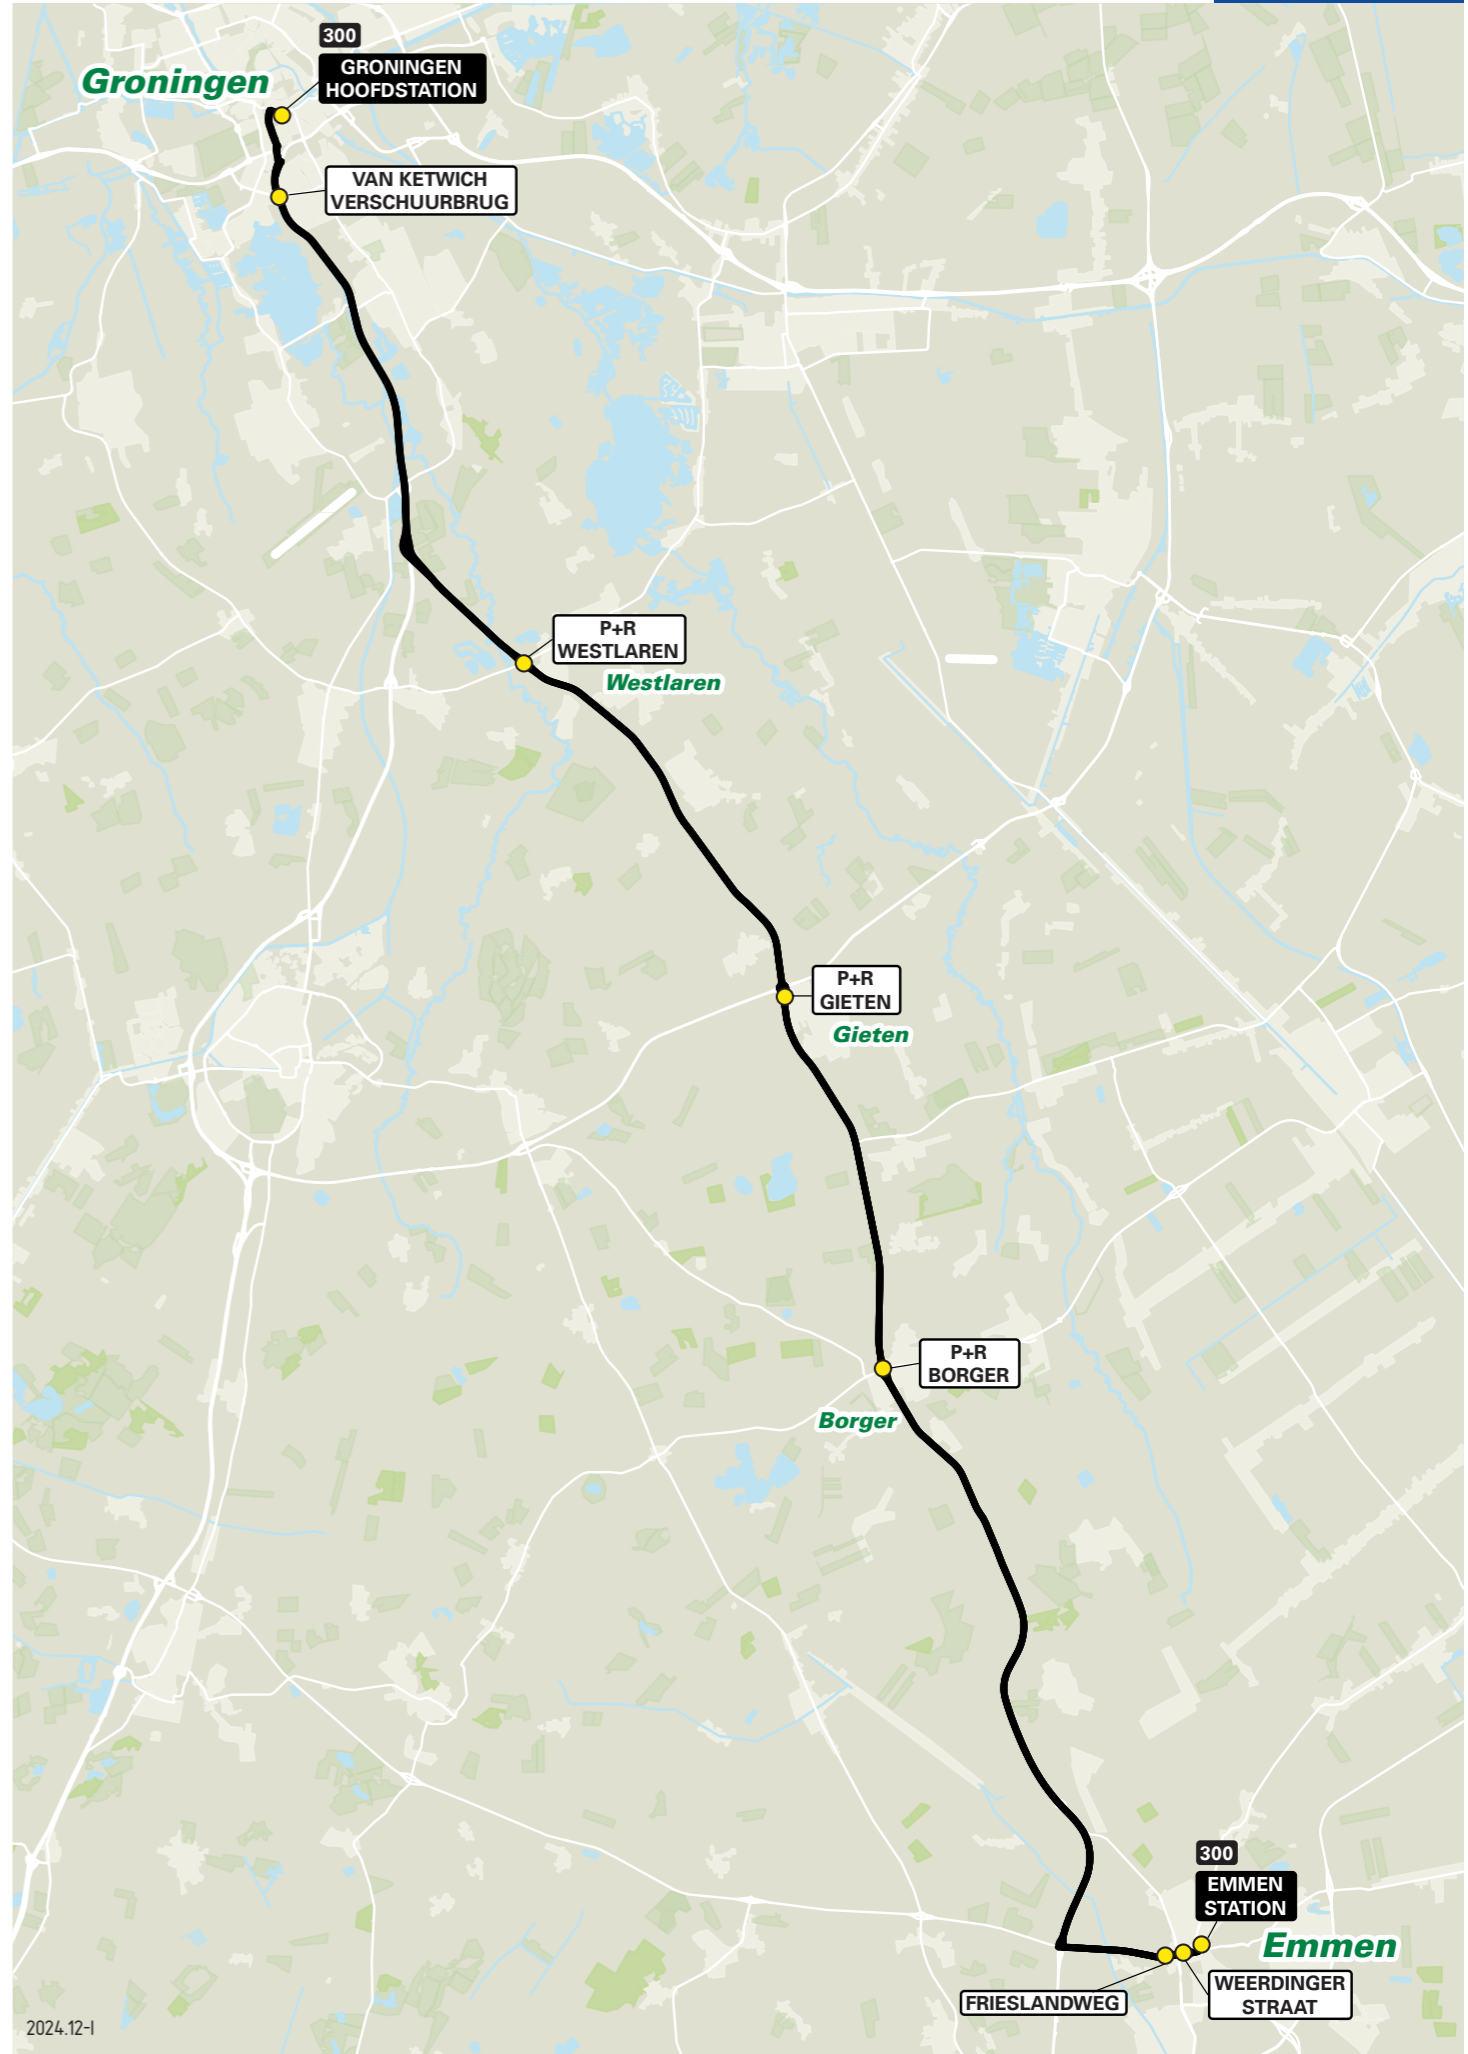 300
GRONINGEN
HOOFDSTATION
Groningen
VAN KETWICH
VERSCHUURBRUG
P+R
WESTLAREN
Westlaren
P+R
GIETEN
Gieten
P+R
BORGER
Borger
300
EMMEN
STATION
Emmen
WEERDINGER
STRAAT
FRIESLANDWEG
2024.12-I